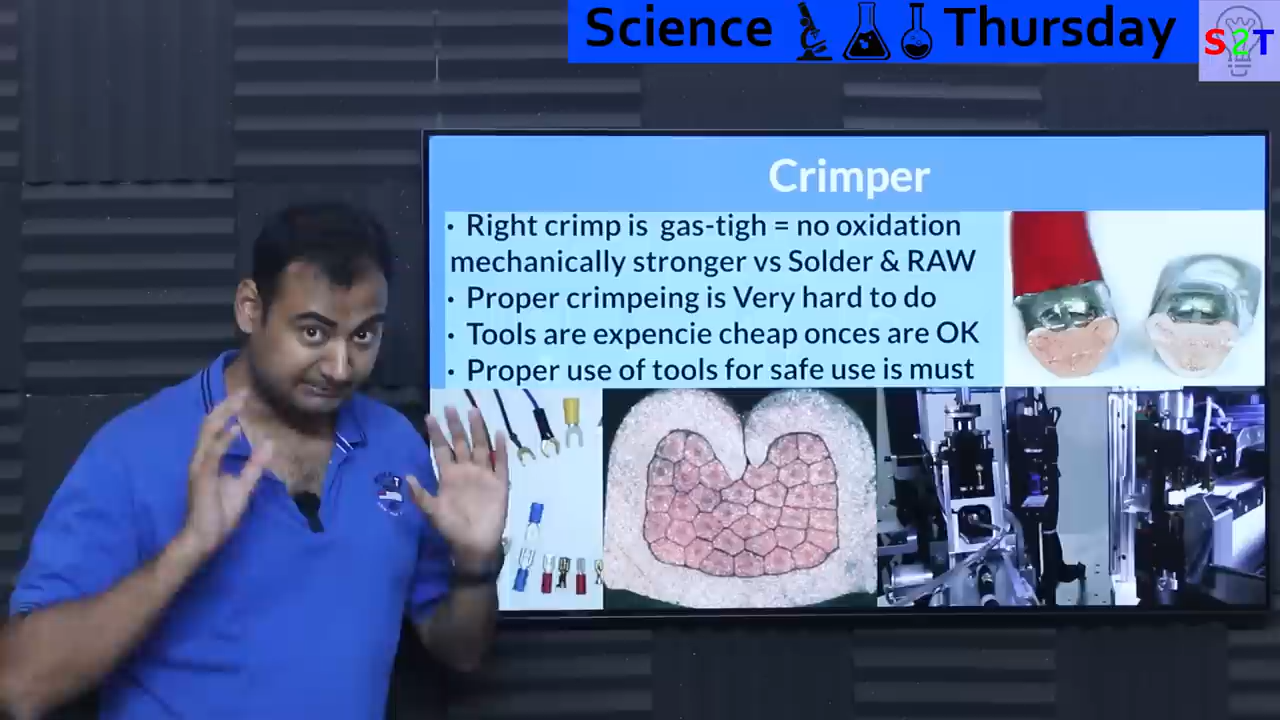 Science Thursday
S2T
Crimper
· Right crimp is gas-tigh = no oxidation
mechanically stronger vs Solder & RAW
· Proper crimpeing is Very hard to do
· Tools are expencie cheap onces are OK
· Proper use of tools for safe use is must